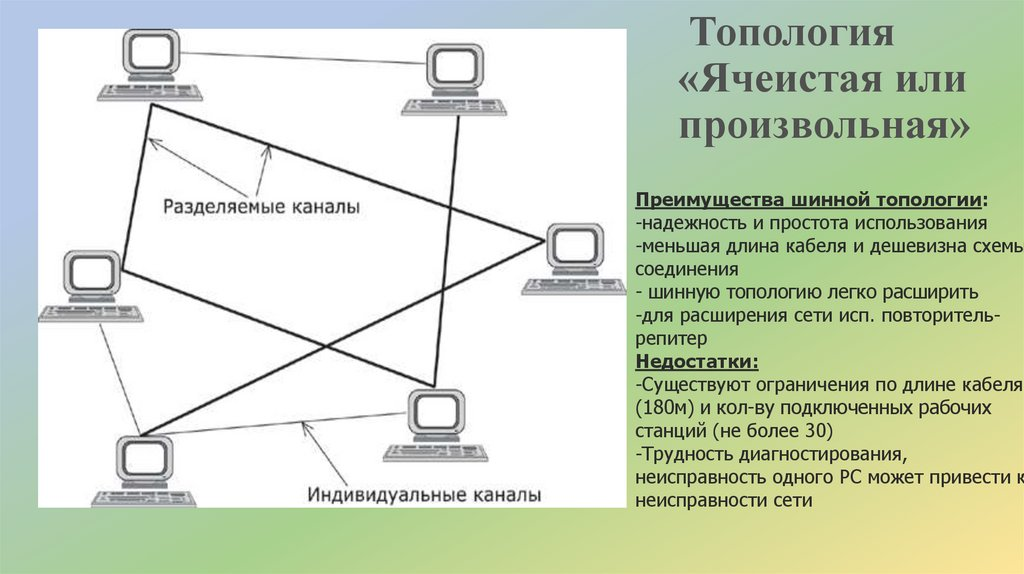 Топология
«Ячеистая или
произвольная»
Разделяемые каналы
Индивидуальные каналы
Преимущества шинной топологии:
-надежность и простота использования
-меньшая длина кабеля и дешевизна схемы
соединения
- шинную топологию легко расширить
-для расширения сети исп. повторитель-
репитер
Недостатки:
-Существуют ограничения по длине кабеля
(180м) и кол-ву подключенных рабочих
станций (не более 30)
-Трудность диагностирования,
неисправность одного РС может привести к
неисправности сети